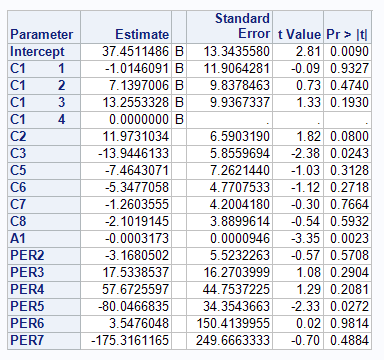 Parameter Estimate Standard Error t Value Pr > |t|
Intercept 37.4511486 B 13.3435580 2.81 0.0090
C1 1 -1.0146091 B 11.9064281 -0.09 0.9327
C1 2 7.1397006 B 9.8378463 0.73 0.4740
C1 3 13.2553328 B 9.9367337 1.33 0.1930
C1 4 0.0000000 B . . .
C2 11.9731034 6.5903190 1.82 0.0800
C3 -13.9446133 5.8559694 -2.38 0.0243
C5 -7.4643071 7.2621440 -1.03 0.3128
C6 -5.3477058 4.7707533 -1.12 0.2718
C7 -1.2603555 4.2004180 -0.30 0.7664
C8 -2.1019145 3.8899614 -0.54 0.5932
A1 -0.0003173 0.0000946 -3.35 0.0023
PER2 -3.1680502 5.5232263 -0.57 0.5708
PER3 17.5338537 16.2703999 1.08 0.2904
PER4 57.6725597 44.7537225 1.29 0.2081
PER5 -80.0466835 34.3543663 -2.33 0.0272
PER6 3.5476048 150.4139955 0.02 0.9814
PER7 -175.3161165 249.6663333 -0.70 0.4884